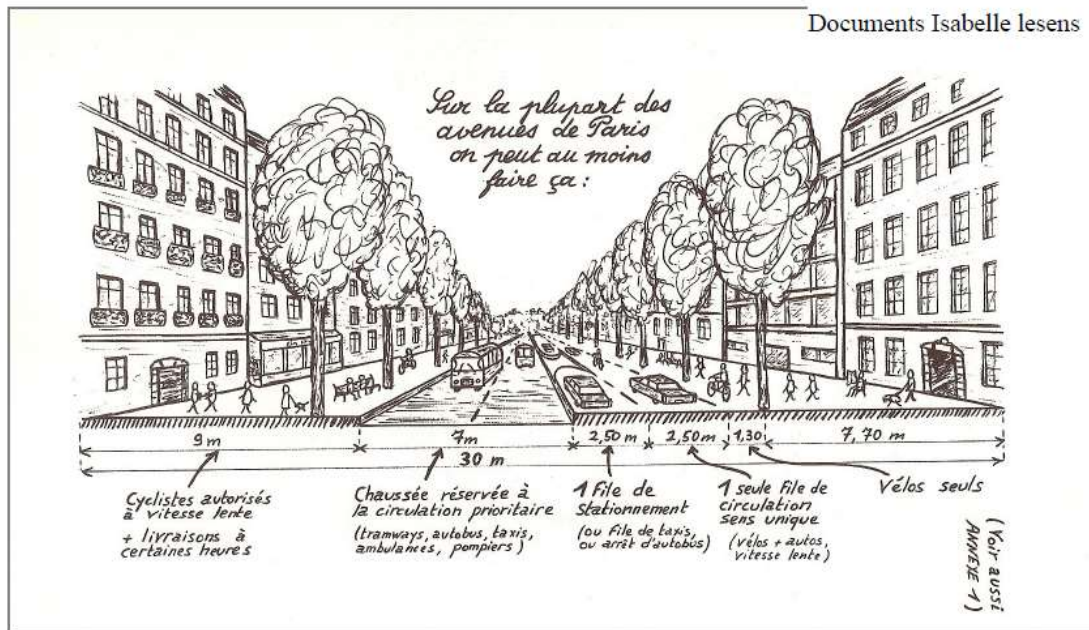 Documents Isabelle lesens
Sur la plupart des
avenues de Paris
on peut au moins
faire ça :
9m
7m
2,50 m
2,50 m
1,30
7,70 m
30 m
Cyclistes autorisés
à vitesse lente
+ livraisons à
certaines heures
Chaussée réservée à
la circulation prioritaire
(tramways, autobus, taxis,
ambulances, pompiers)
1 File de
Stationnement
(ou File de taxis,
ou arrêt d'autobus)
1 seule File de
circulation
sens unique
(vélos + autos,
vitesse lente)
Vélos seuls
(Voir aussi
ANNEXE 1)